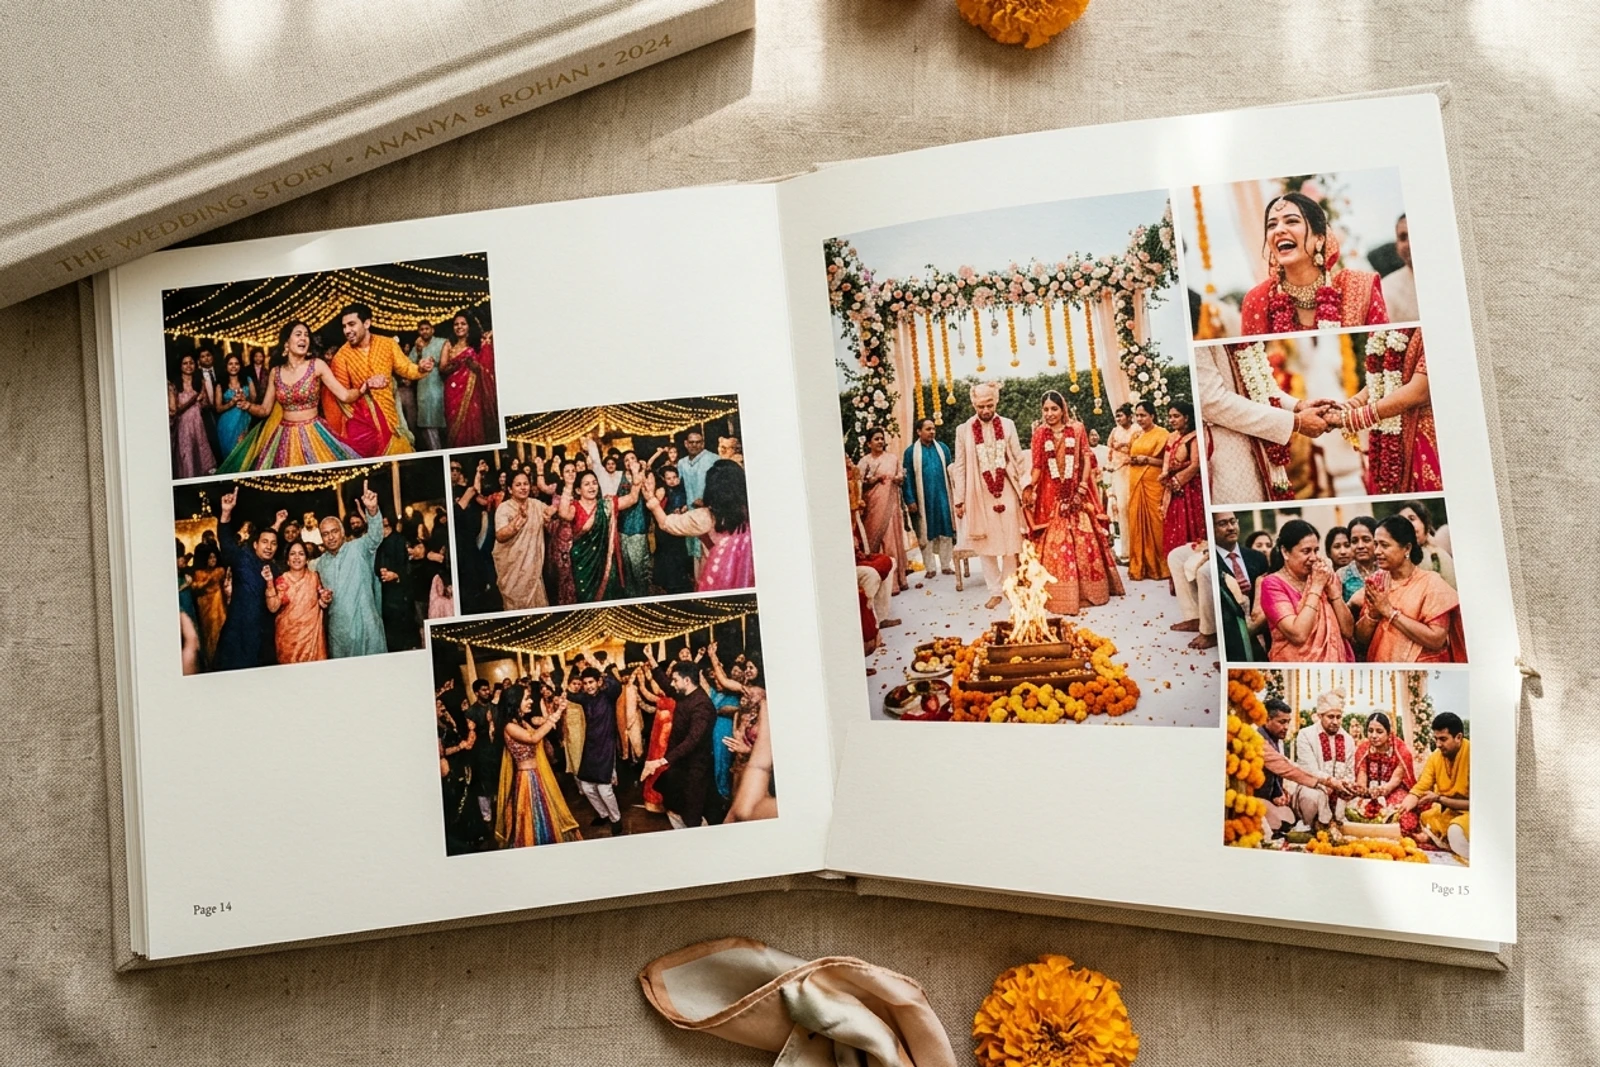 THE WEDDING STORY • ANANYA & ROHAN • 2024
Page 14
Page 15